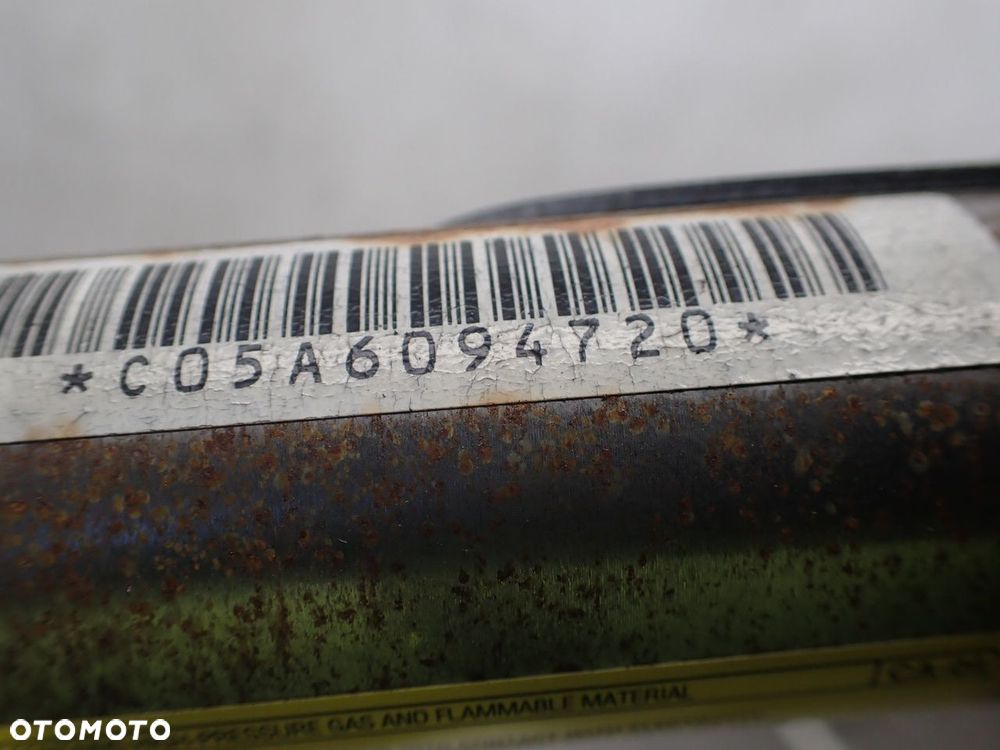 *C05A6094720*
PRESSURE GAS AND FLAMMABLE MATERIAL
OTOMOTO